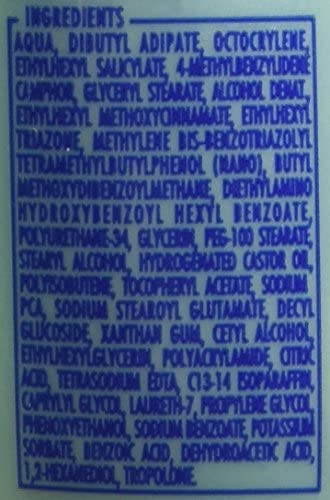 INGREDIENTS
AQUA, DIBUTYL ADIPATE, OCTOCRYLENE,
ETHYLHEXYL SALICYLATE, 4-METHYLBENZYLIDENE
CAMPHOR, GLYCERYL STEARATE, ALCOHOL DENAT.,
ETHYLHEXYL METHOXYCINNAMATE, ETHYLHEXYL
TRIAZONE, METHYLENE BIS-BENZOTRIAZOLYL
TETRAMETHYLBUTYLPHENOL (NANO), BUTYL
METHOXYDIBENZOYLMETHANE, DIETHYLAMINO
HYDROXYBENZOYL HEXYL BENZOATE,
POLYURETHANE-34, GLYCERIN, PEG-100 STEARATE,
STEARYL ALCOHOL, HYDROGENATED CASTOR OIL,
POLYISOBUTENE, TOCOPHERYL ACETATE, SODIUM
PCA, SODIUM STEAROYL GLUTAMATE, DECYL
GLUCOSIDE, XANTHAN GUM, CETYL ALCOHOL,
ETHYLHEXYLGLYCERIN, POLYACRYLAMIDE, CITRIC
ACID, TETRASODIUM EDTA, C13-14 ISOPARAFFIN,
CAPRYLYL GLYCOL, LAURETH-7, PROPYLENE GLYCOL,
PHENOXYETHANOL, SODIUM BENZOATE, POTASSIUM
SORBATE, BENZOIC ACID, DEHYDROACETIC ACID,
1,2-HEXANEDIOL, TROPOLONE.